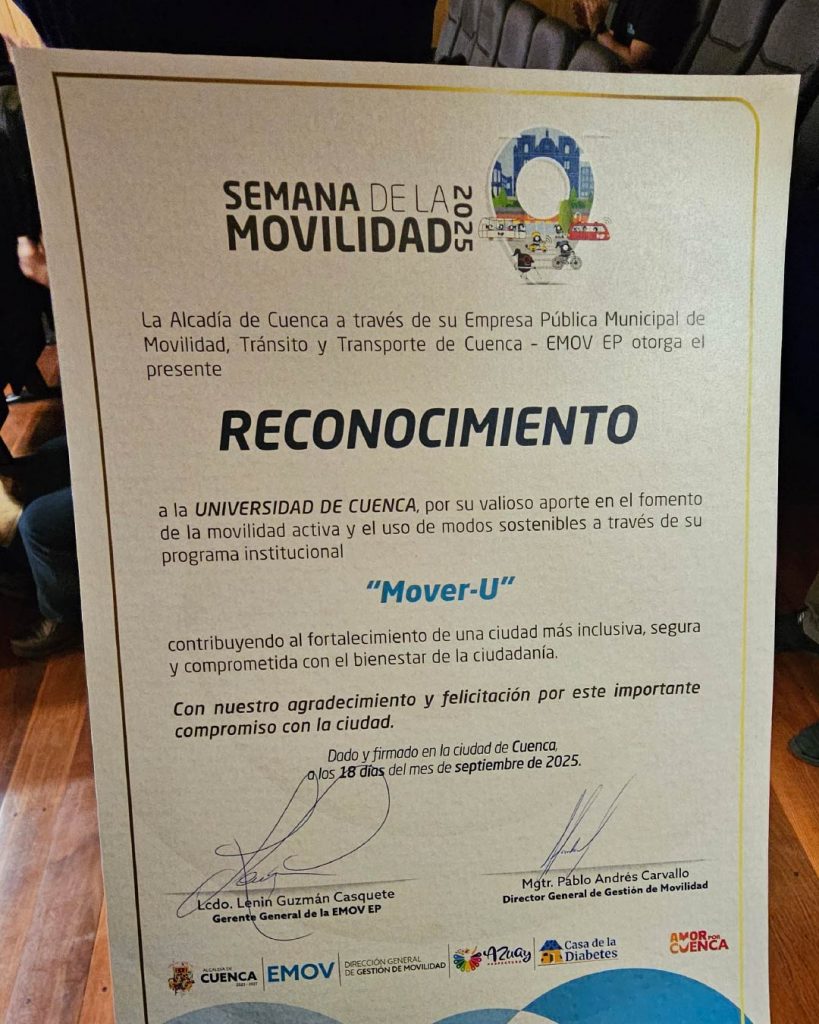 SEMANA DE LA
MOVILIDAD
2025
La Alcadía de Cuenca a través de su Empresa Pública Municipal de
Movilidad, Tránsito y Transporte de Cuenca – EMOV EP otorga el
presente
RECONOCIMIENTO
a la UNIVERSIDAD DE CUENCA, por su valioso aporte en el fomento
de la movilidad activa y el uso de modos sostenibles a través de su
programa institucional
“Mover-U”
contribuyendo al fortalecimiento de una ciudad más inclusiva, segura
y comprometida con el bienestar de la ciudadanía.
Con nuestro agradecimiento y felicitación por este importante
compromiso con la ciudad.
Dado y firmado en la ciudad de Cuenca,
a los 18 días del mes de septiembre de 2025.
Lcdo. Lenin Guzmán Casquete
Gerente General de la EMOV EP
Mgtr. Pablo Andrés Carvallo
Director General de Gestión de Movilidad
ALCALDÍA DE
CUENCA
EMOV
DIRECCIÓN GENERAL
DE GESTIÓN DE MOVILIDAD
Azuay
PREFECTURA
Casa de la
Diabetes
AMOR POR
CUENCA